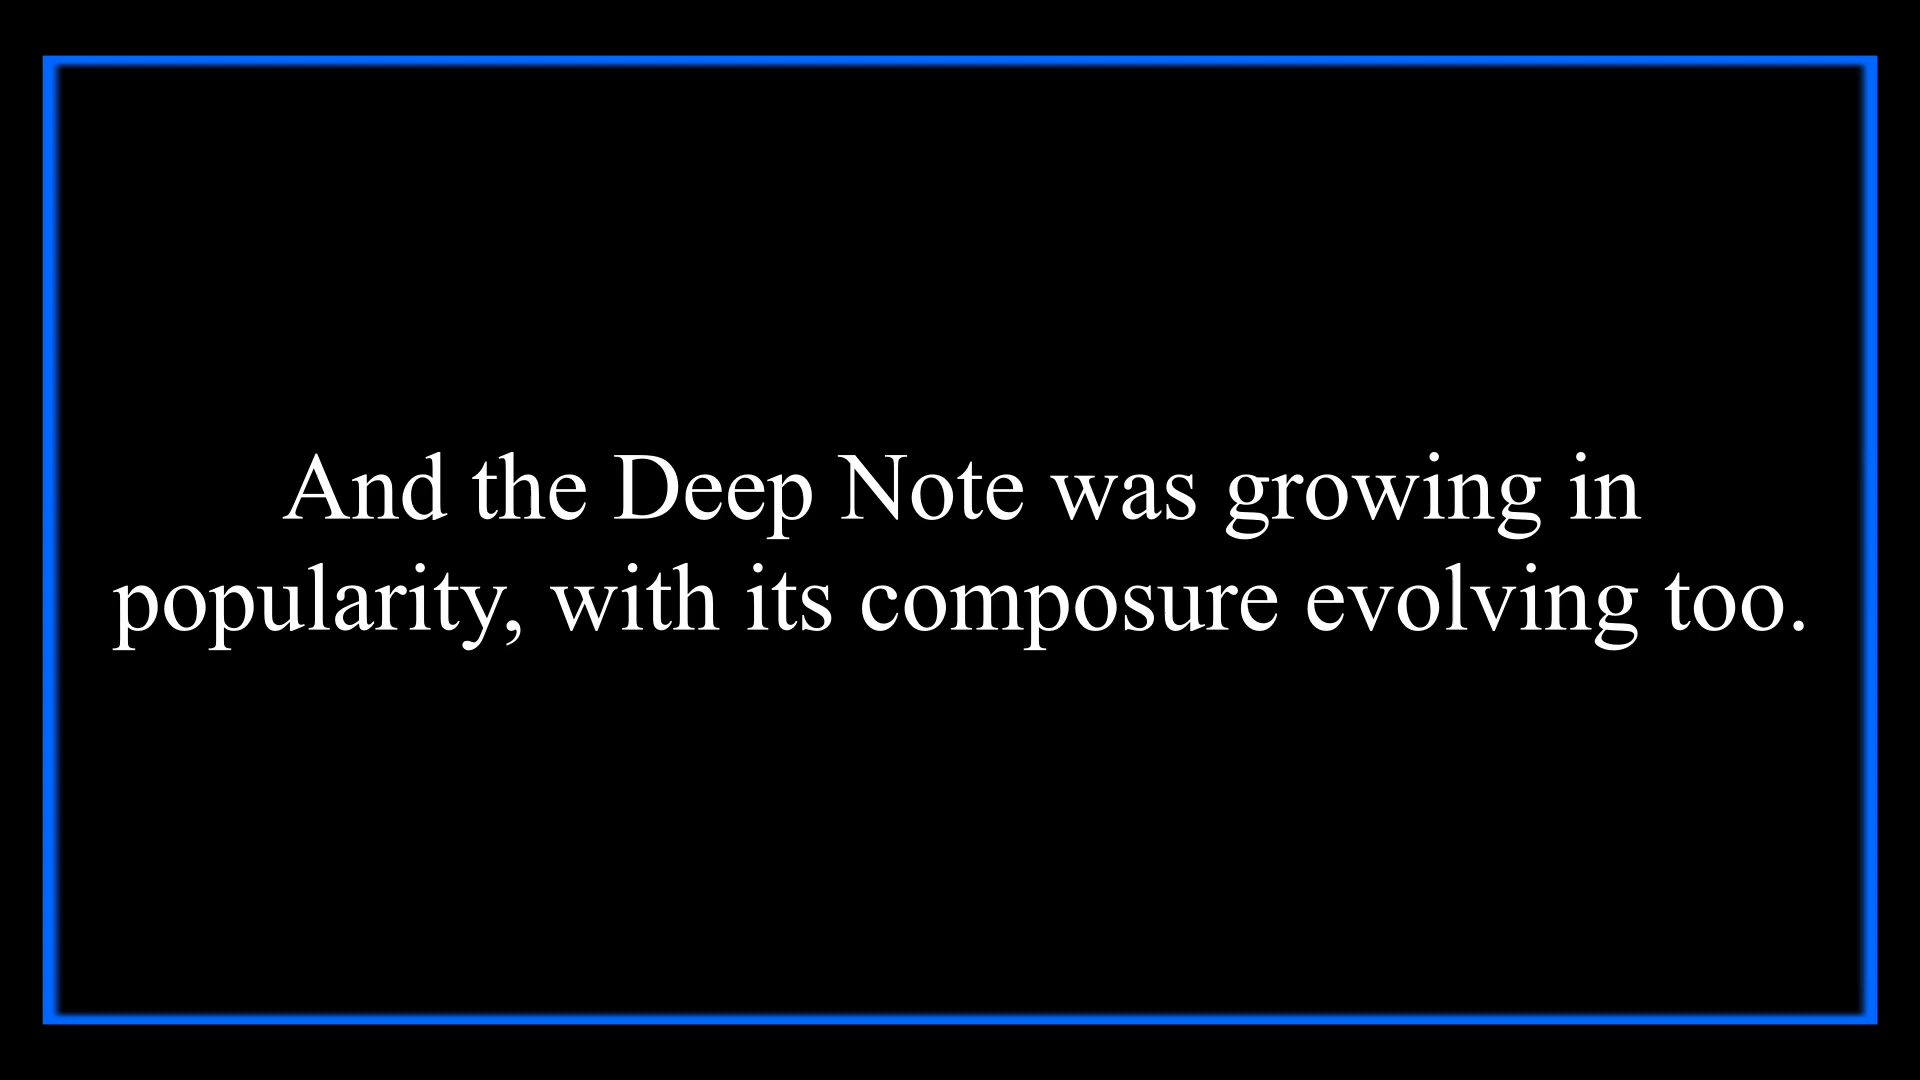 And the Deep Note was growing in
popularity, with its composure evolving too.